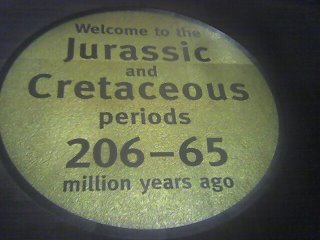 Welcome to the
Jurassic
and
Cretaceous
periods
206–65
million years ago